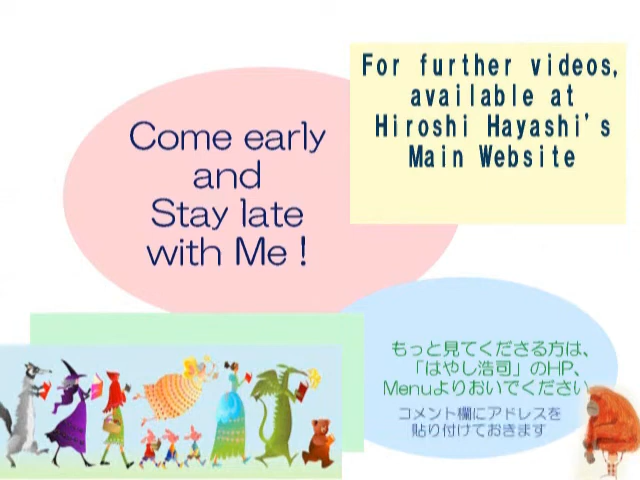 For further videos,
available at
Hiroshi Hayashi's
Main Website
Come early
and
Stay late
with Me !
もっと見てくださる方は、
「はやし浩司」のHP、
Menuよりおいでください
コメント欄にアドレスを
貼り付けておきます